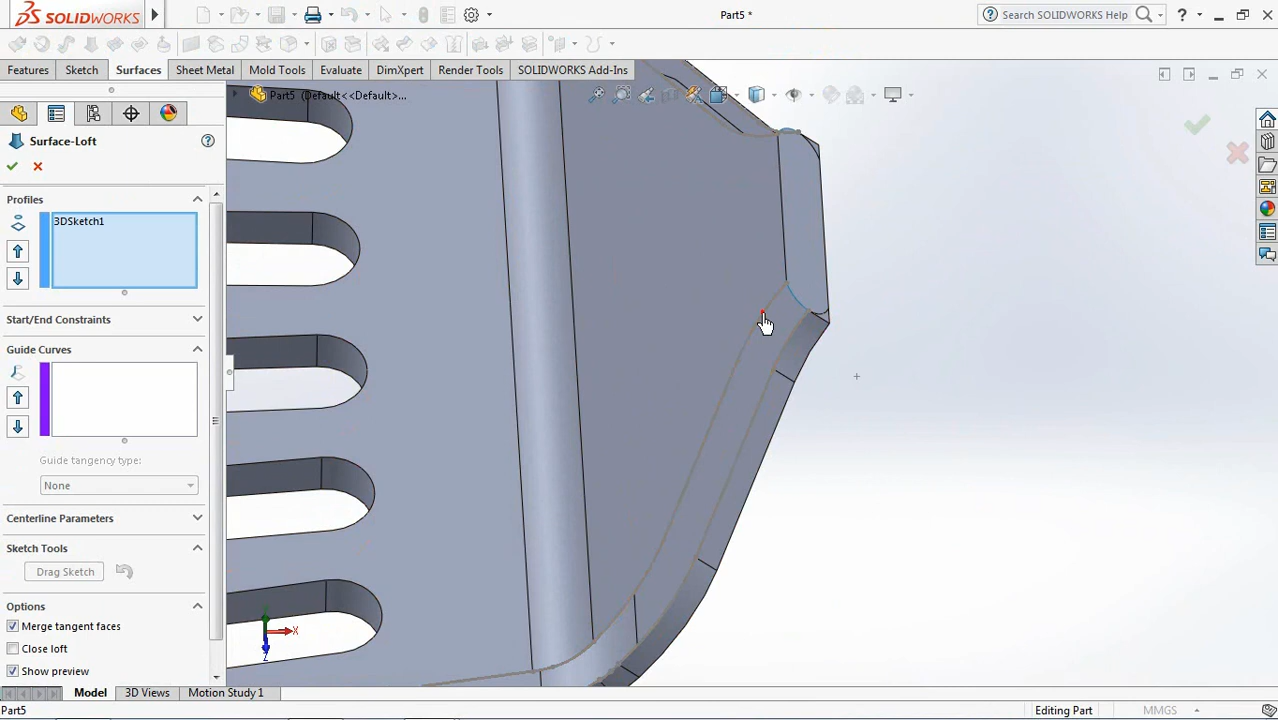 SOLIDWORKS
Part5 *
Search SOLIDWORKS Help
Features
Sketch
Surfaces
Sheet Metal
Mold Tools
Evaluate
DimXpert
Render Tools
SOLIDWORKS Add-Ins
Part5 (Default<<Default>...
Surface-Loft
Profiles
3DSketch1
Start/End Constraints
Guide Curves
Guide tangency type:
None
Centerline Parameters
Sketch Tools
Drag Sketch
Options
Merge tangent faces
Close loft
Show preview
X
Z
Model
3D Views
Motion Study 1
Part5
Editing Part
MMGS